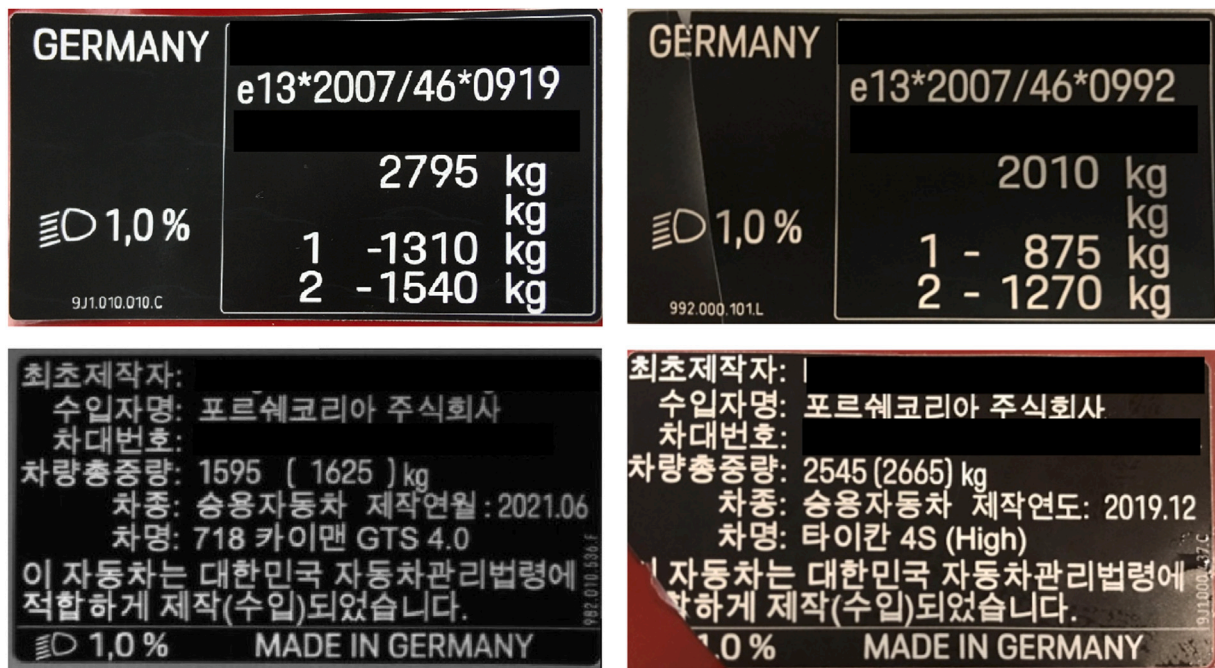 GERMANY
e13*2007/46*0919
2795 kg
kg
1,0 %
1 -1310 kg
2 -1540 kg
9J1.010.010.C
GERMANY
e13*2007/46*0992
2010 kg
kg
1,0 %
1 - 875 kg
2 - 1270 kg
992.000.101.L
최초제작자:
수입자명: 포르쉐코리아 주식회사
차대번호:
차량총중량: 1595 ( 1625 ) kg
차종: 승용자동차 제작연월 : 2021.06
차명: 718 카이맨 GTS 4.0
이 자동차는 대한민국 자동차관리법령에
적합하게 제작(수입)되었습니다.
982.010.536.F
1,0 % MADE IN GERMANY
최초제작자:
수입자명: 포르쉐코리아 주식회사
차대번호:
차량총중량: 2545 (2665) kg
차종: 승용자동차 제작연도: 2019.12
차명: 타이칸 4S (High)
자동차는 대한민국 자동차관리법령에
하게 제작(수입)되었습니다.
.0 % MADE IN GERMANY